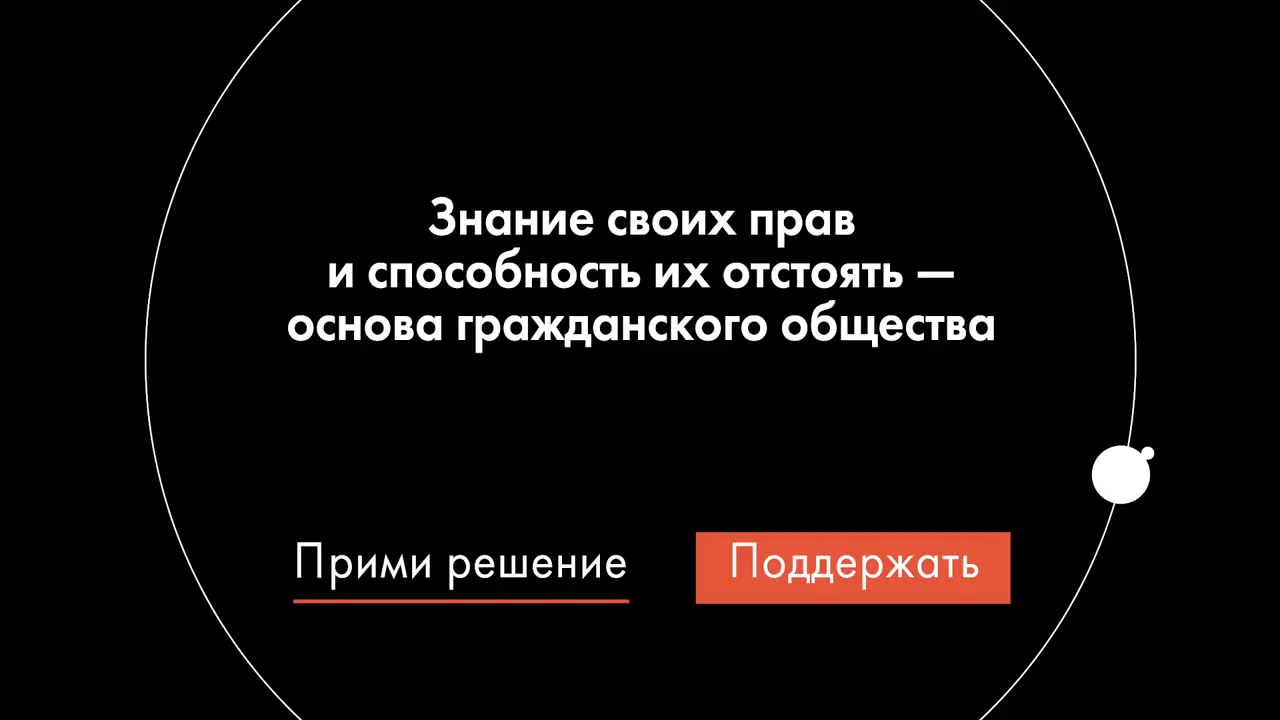 Знание своих прав
и способность их отстоять —
основа гражданского общества
Прими решение
Поддержать